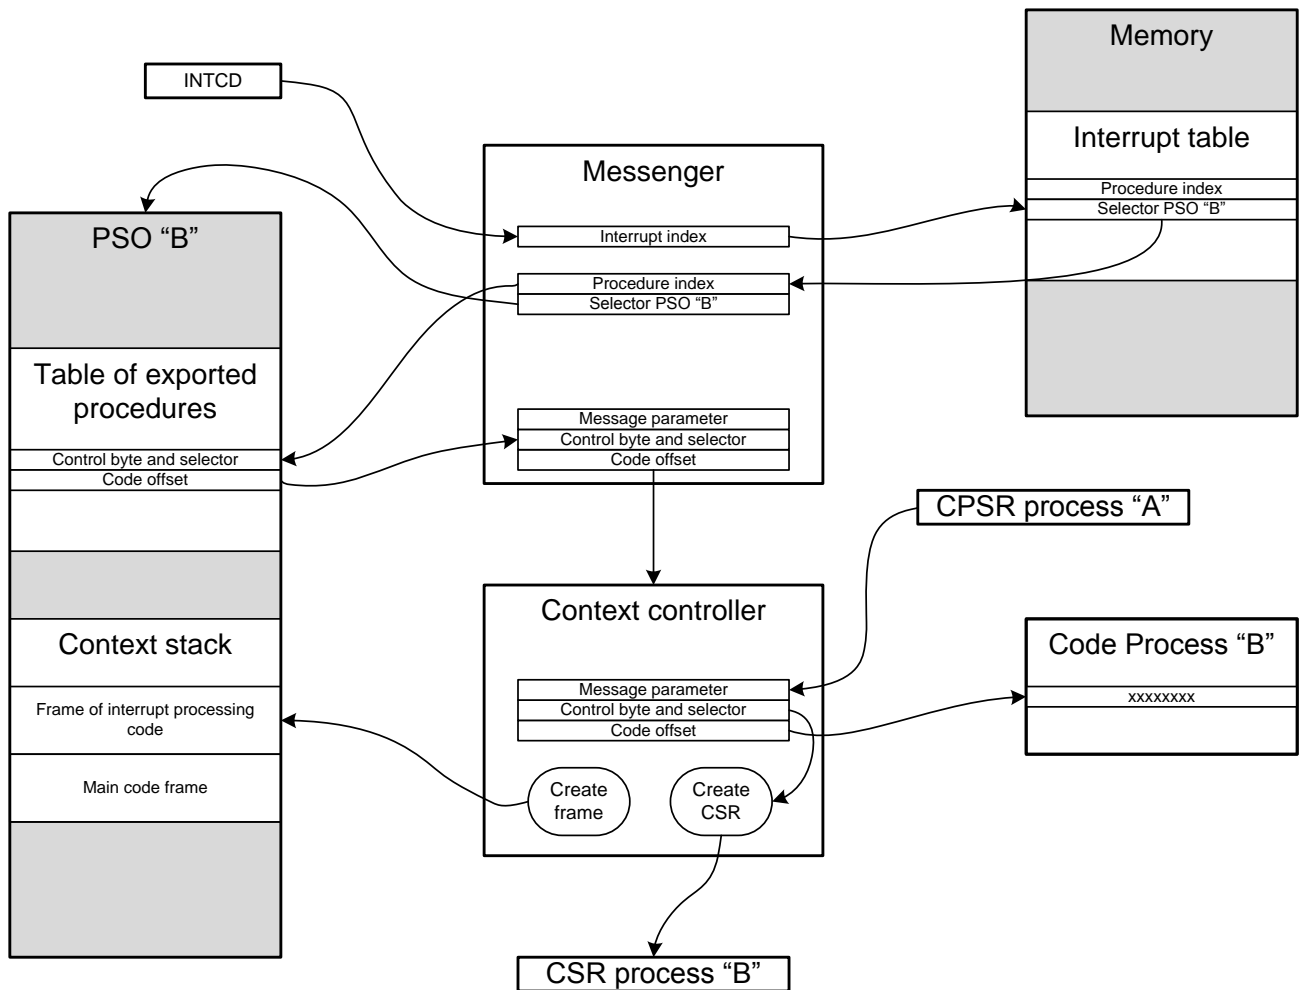 Memory
INTCD
Interrupt table
Messenger
Procedure index
Selector PSO “B”
PSO “B”
Interrupt index
Procedure index
Selector PSO “B”
Table of exported
procedures
Message parameter
Control byte and selector
Code offset
Control byte and selector
Code offset
CPSR process “A”
Context controller
Code Process “B”
Context stack
Message parameter
Control byte and selector
Code offset
xxxxxxxx
Frame of interrupt processing
code
Main code frame
Create
frame
Create
CSR
CSR process “B”